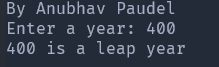 By Anubhav Paudel
Enter a year: 400
400 is a leap year